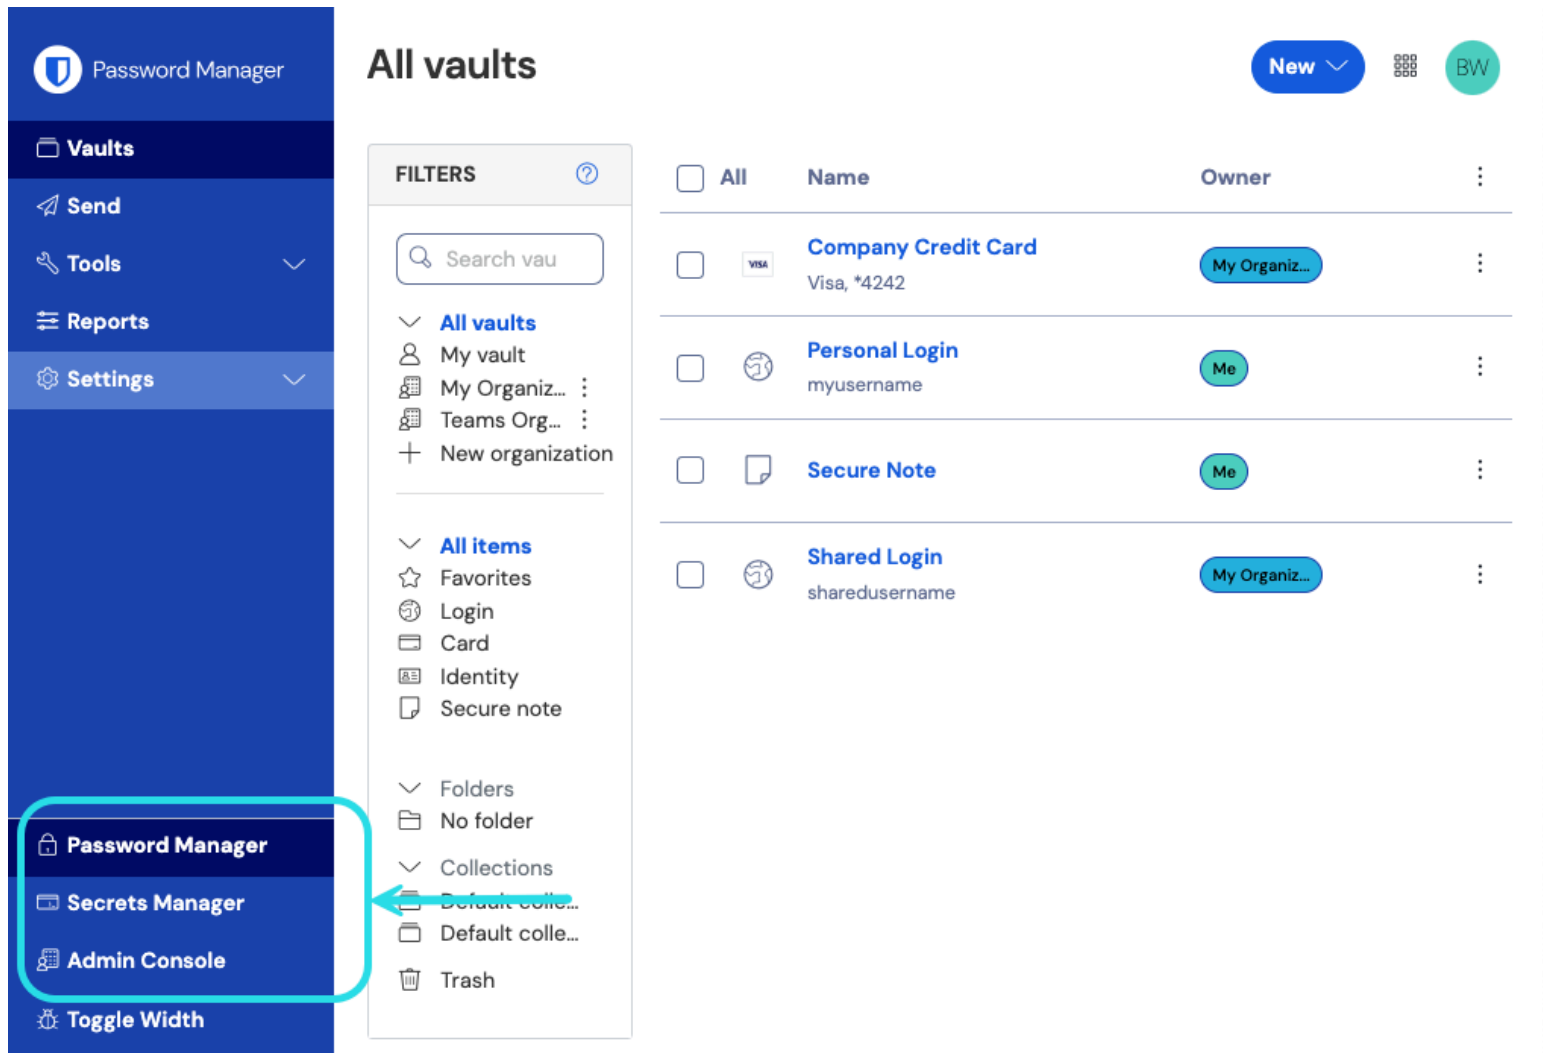 Password Manager
Vaults
Send
Tools
Reports
Settings
Password Manager
Secrets Manager
Admin Console
Toggle Width
All vaults
New
BW
FILTERS
Search vau
All vaults
My vault
My Organiz...
Teams Org...
New organization
All items
Favorites
Login
Card
Identity
Secure note
Folders
No folder
Collections
Default colle...
Default colle...
Trash
All Name Owner
VISA Company Credit Card My Organiz...
Visa, *4242
Personal Login Me
myusername
Secure Note Me
Shared Login My Organiz...
sharedusername